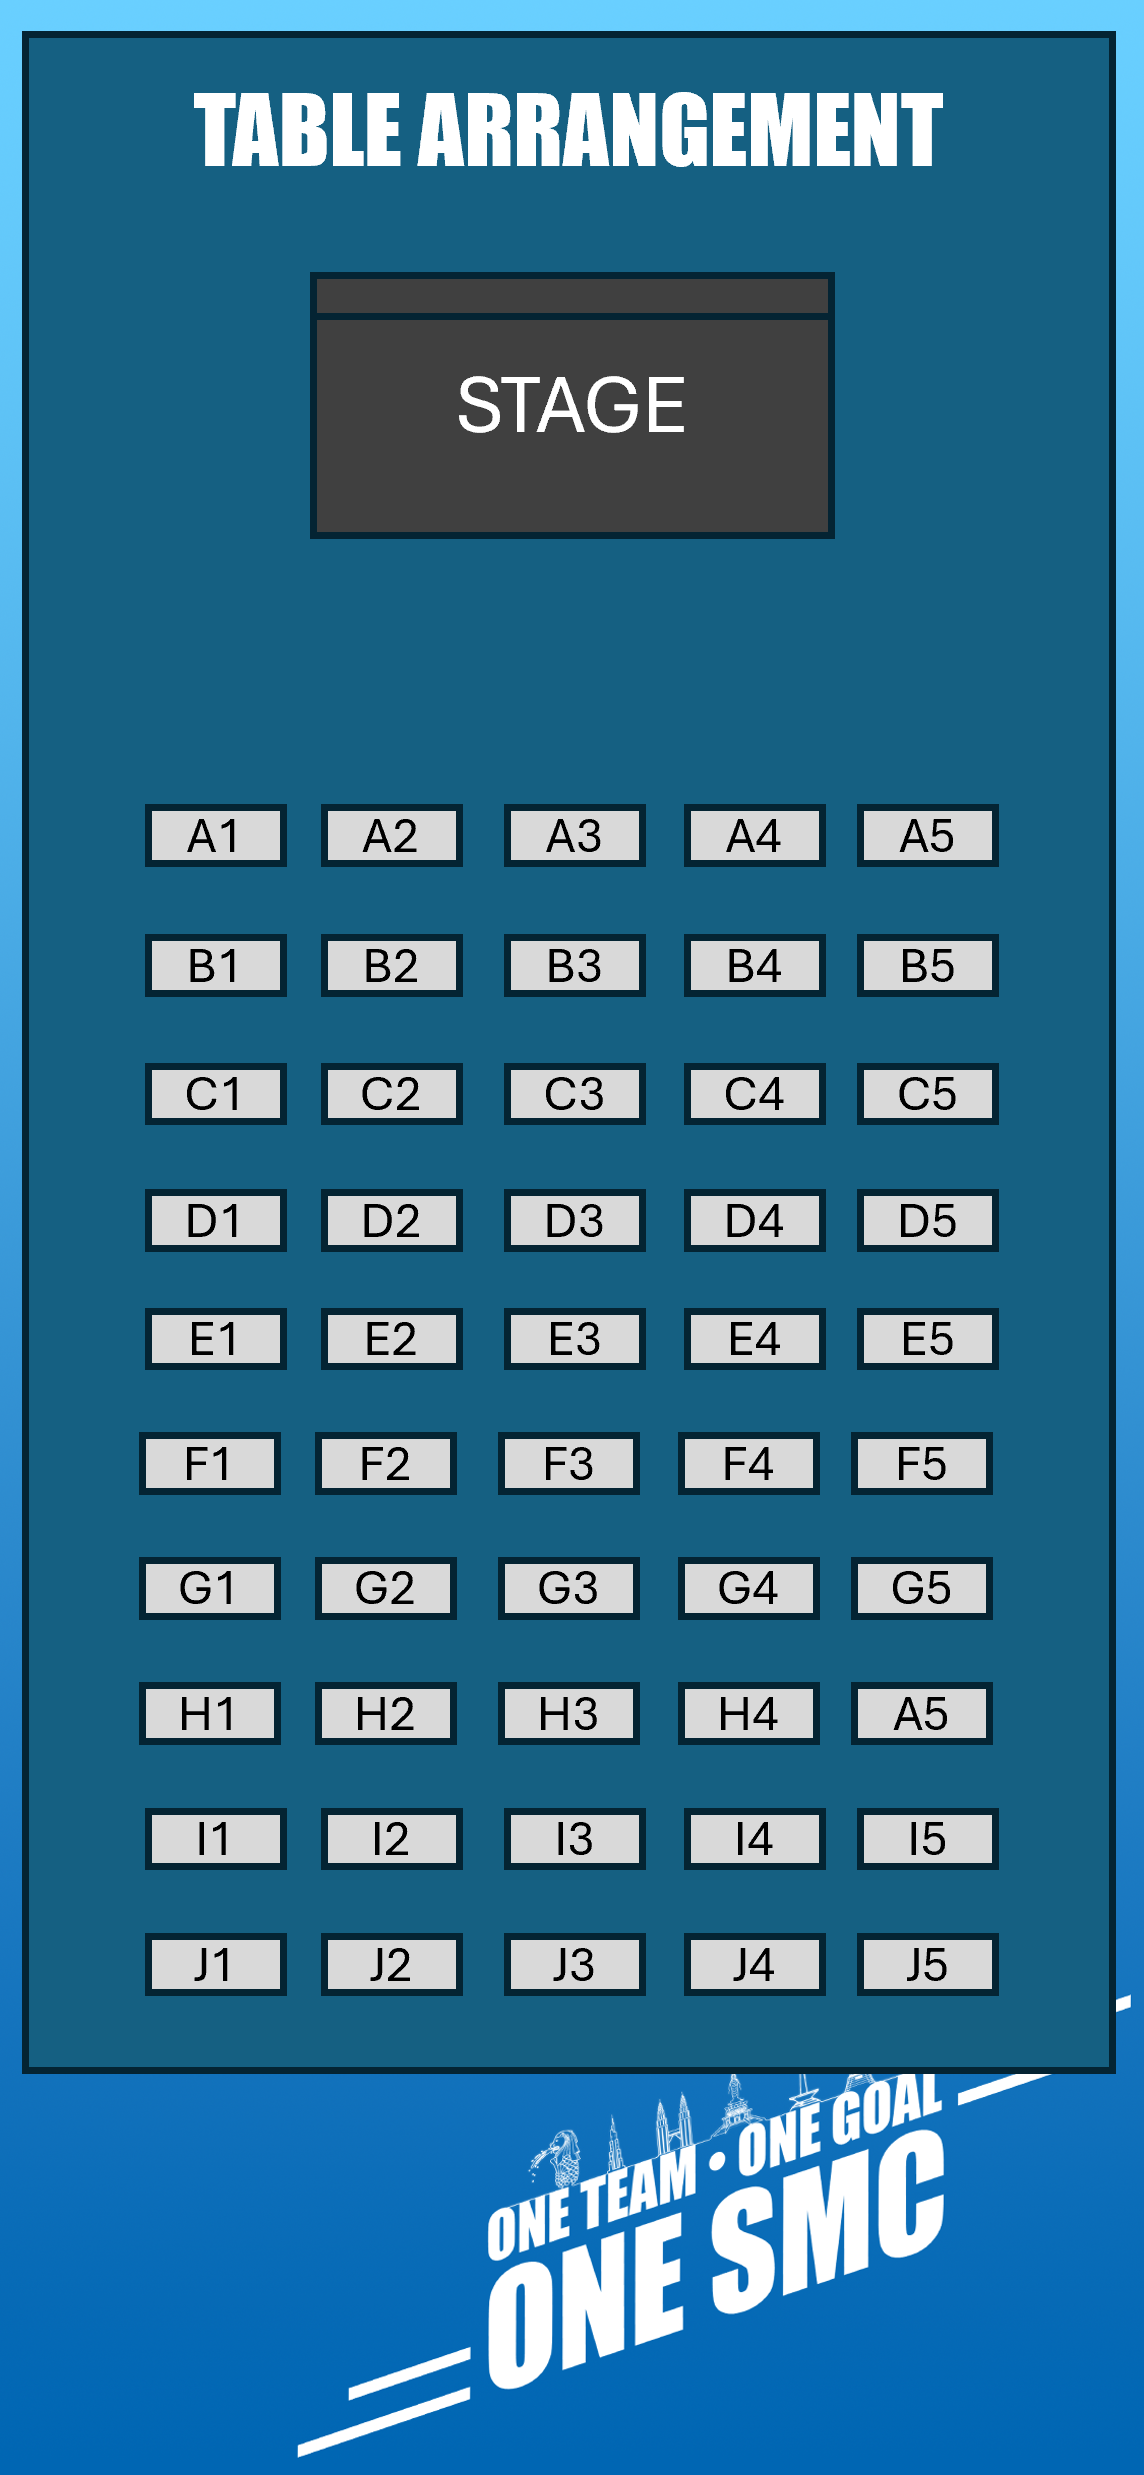 TABLE ARRANGEMENT
STAGE
A1 A2 A3 A4 A5
B1 B2 B3 B4 B5
C1 C2 C3 C4 C5
D1 D2 D3 D4 D5
E1 E2 E3 E4 E5
F1 F2 F3 F4 F5
G1 G2 G3 G4 G5
H1 H2 H3 H4 A5
I1 I2 I3 I4 I5
J1 J2 J3 J4 J5
ONE TEAM • ONE GOAL
ONE SMC